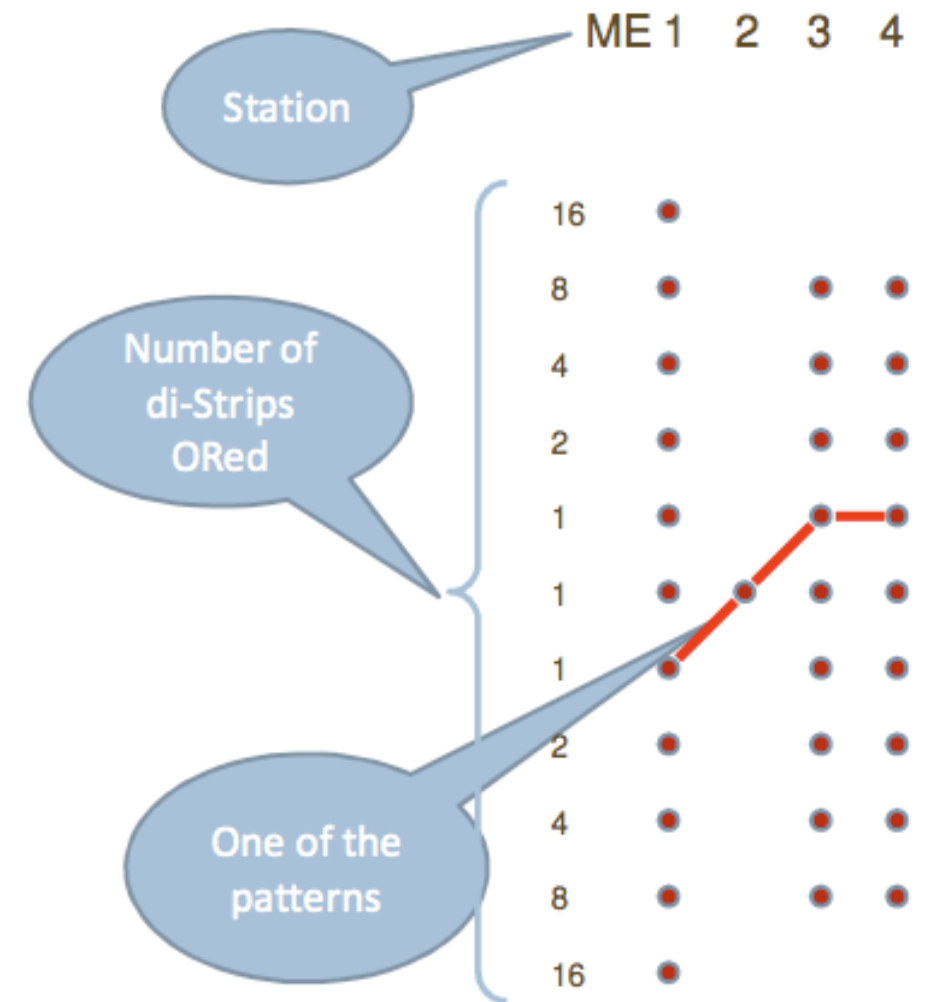 ME 1 2 3 4
Station
16
8
4
2
1
1
1
2
4
8
16
Number of
di-Strips
ORed
One of the
patterns